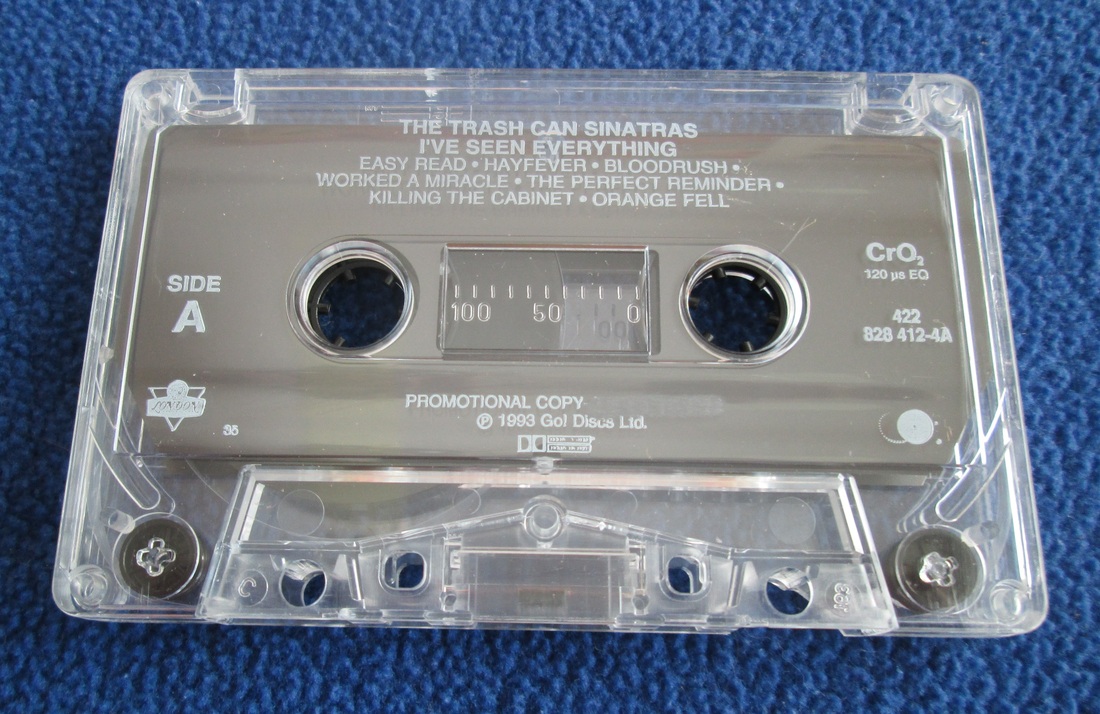 THE TRASH CAN SINATRAS
I'VE SEEN EVERYTHING
EASY READ • HAYFEVER • BLOODRUSH •
WORKED A MIRACLE • THE PERFECT REMINDER •
KILLING THE CABINET • ORANGE FELL
SIDE
A
CrO2
120 µs EQ
100 50 0
422
828 412-4A
PROMOTIONAL COPY
℗ 1993 Go! Discs Ltd.
C